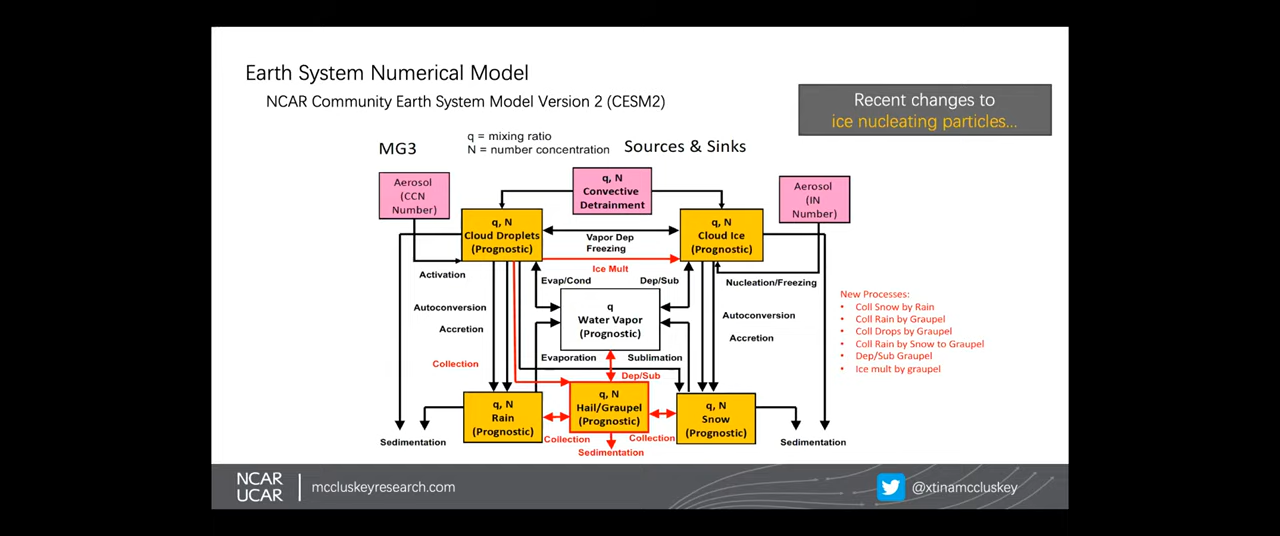 Earth System Numerical Model
NCAR Community Earth System Model Version 2 (CESM2)
Recent changes to
ice nucleating particles...
MG3
q = mixing ratio
N = number concentration
Sources & Sinks
Aerosol
(CCN
Number)
q, N
Convective
Detrainment
Aerosol
(IN
Number)
q, N
Cloud Droplets
(Prognostic)
Vapor Dep
Freezing
q, N
Cloud Ice
(Prognostic)
Ice Mult
Activation
Evap/Cond
Dep/Sub
Nucleation/Freezing
q
Water Vapor
(Prognostic)
Autoconversion
Accretion
Collection
Autoconversion
Accretion
Evaporation
Sublimation
Dep/Sub
New Processes:
• Coll Snow by Rain
• Coll Rain by Graupel
• Coll Drops by Graupel
• Coll Rain by Snow to Graupel
• Dep/Sub Graupel
• Ice mult by graupel
q, N
Rain
(Prognostic)
q, N
Hail/Graupel
(Prognostic)
q, N
Snow
(Prognostic)
Sedimentation
Collection
Collection
Sedimentation
Sedimentation
NCAR
UCAR
mccluskeyresearch.com
@xtinamccluskey